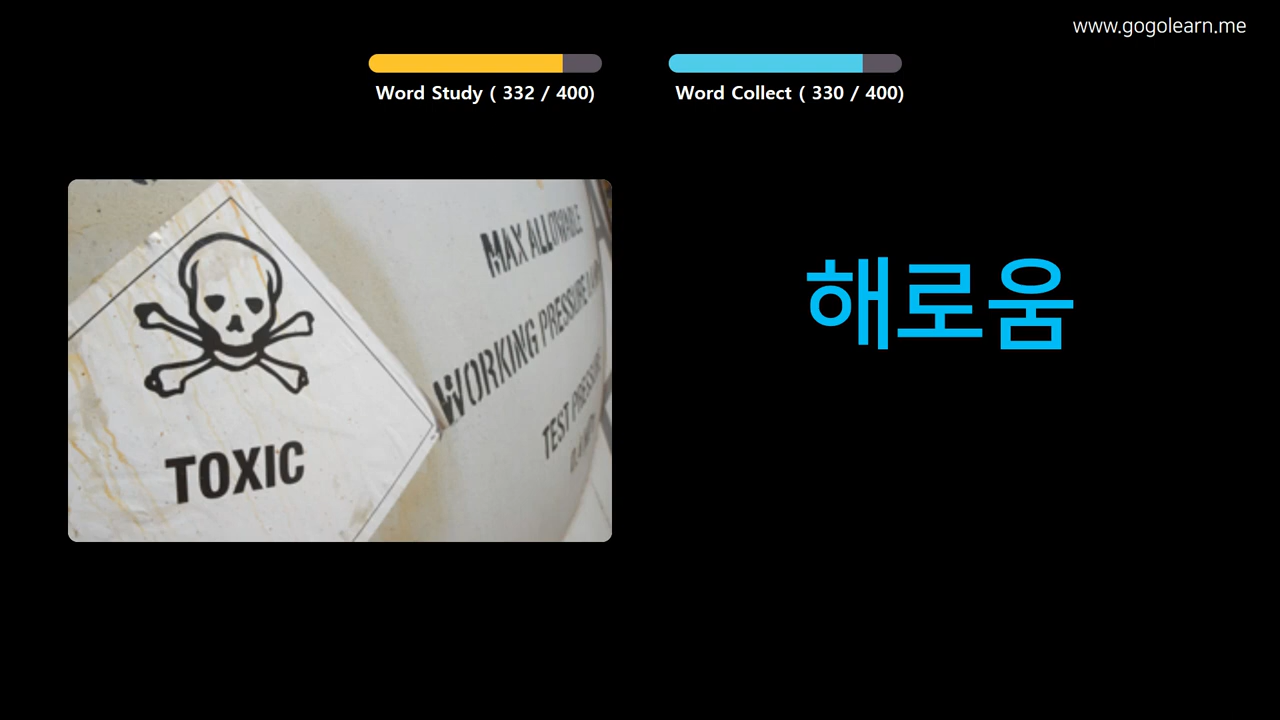 www.gogolearn.me
Word Study ( 332 / 400)
Word Collect ( 330 / 400)
MAX ALLOWABLE
WORKING PRESSURE
TEST PRESSURE
TOXIC
해로움